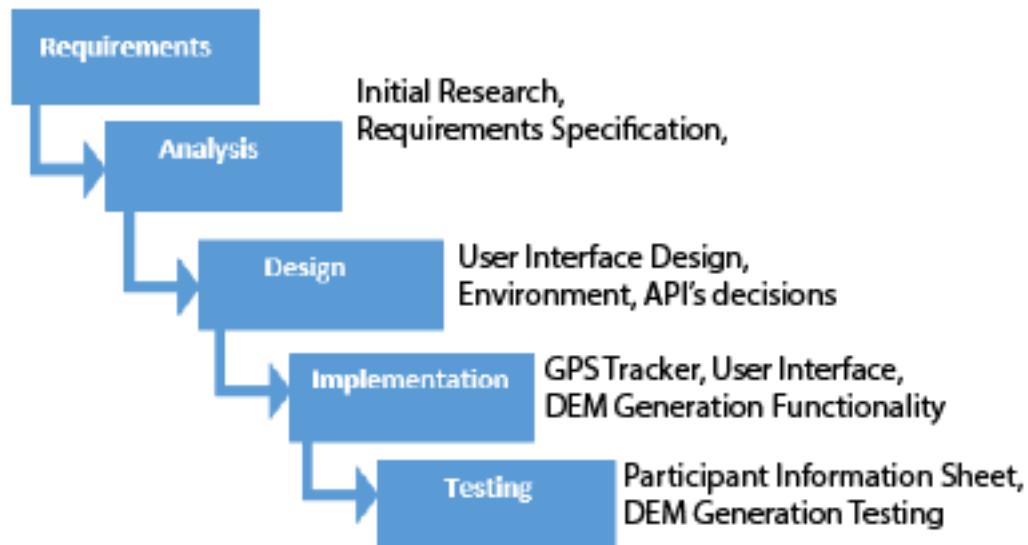 Requirements
Initial Research,
Requirements Specification,
Analysis
Design
User Interface Design,
Environment, API's decisions
Implementation
GPS Tracker, User Interface,
DEM Generation Functionality
Testing
Participant Information Sheet,
DEM Generation Testing